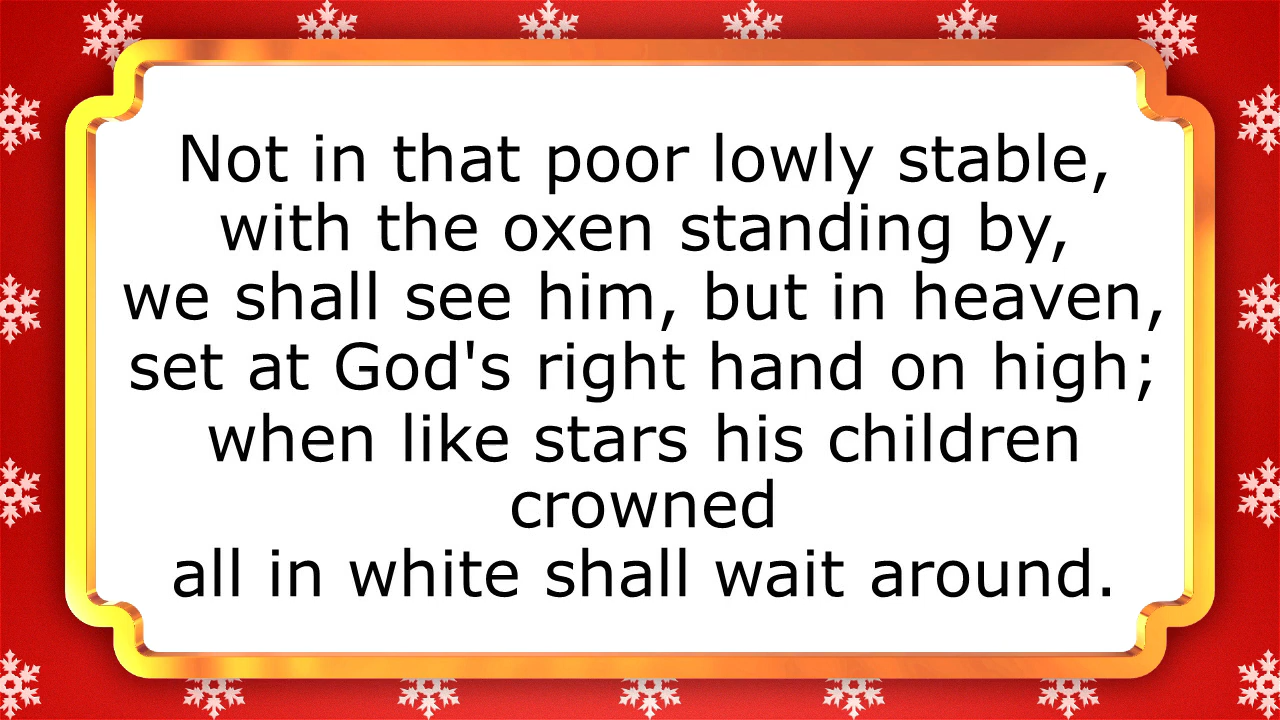 Not in that poor lowly stable,
with the oxen standing by,
we shall see him, but in heaven,
set at God's right hand on high;
when like stars his children
crowned
all in white shall wait around.